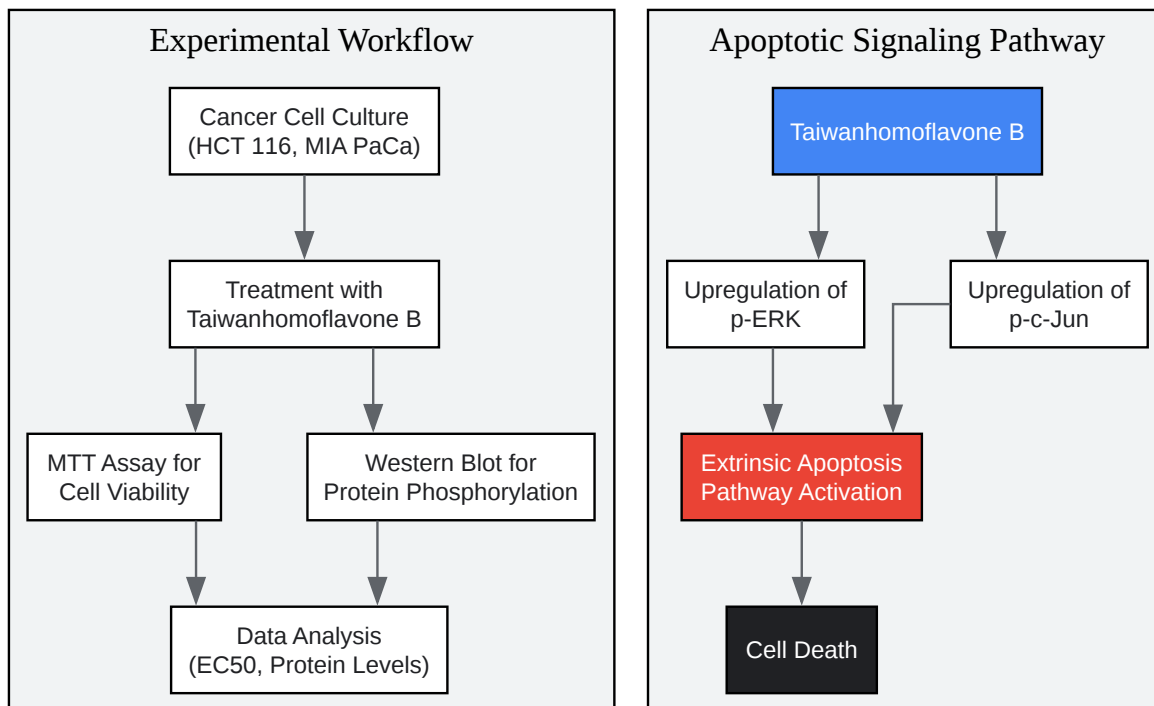 Experimental Workflow
Cancer Cell Culture
(HCT 116, MIA PaCa)
Treatment with
Taiwanhomoflavone B
MTT Assay for
Cell Viability
Western Blot for
Protein Phosphorylation
Data Analysis
(EC50, Protein Levels)
Apoptotic Signaling Pathway
Taiwanhomoflavone B
Upregulation of
p-ERK
Upregulation of
p-c-Jun
Extrinsic Apoptosis
Pathway Activation
Cell Death